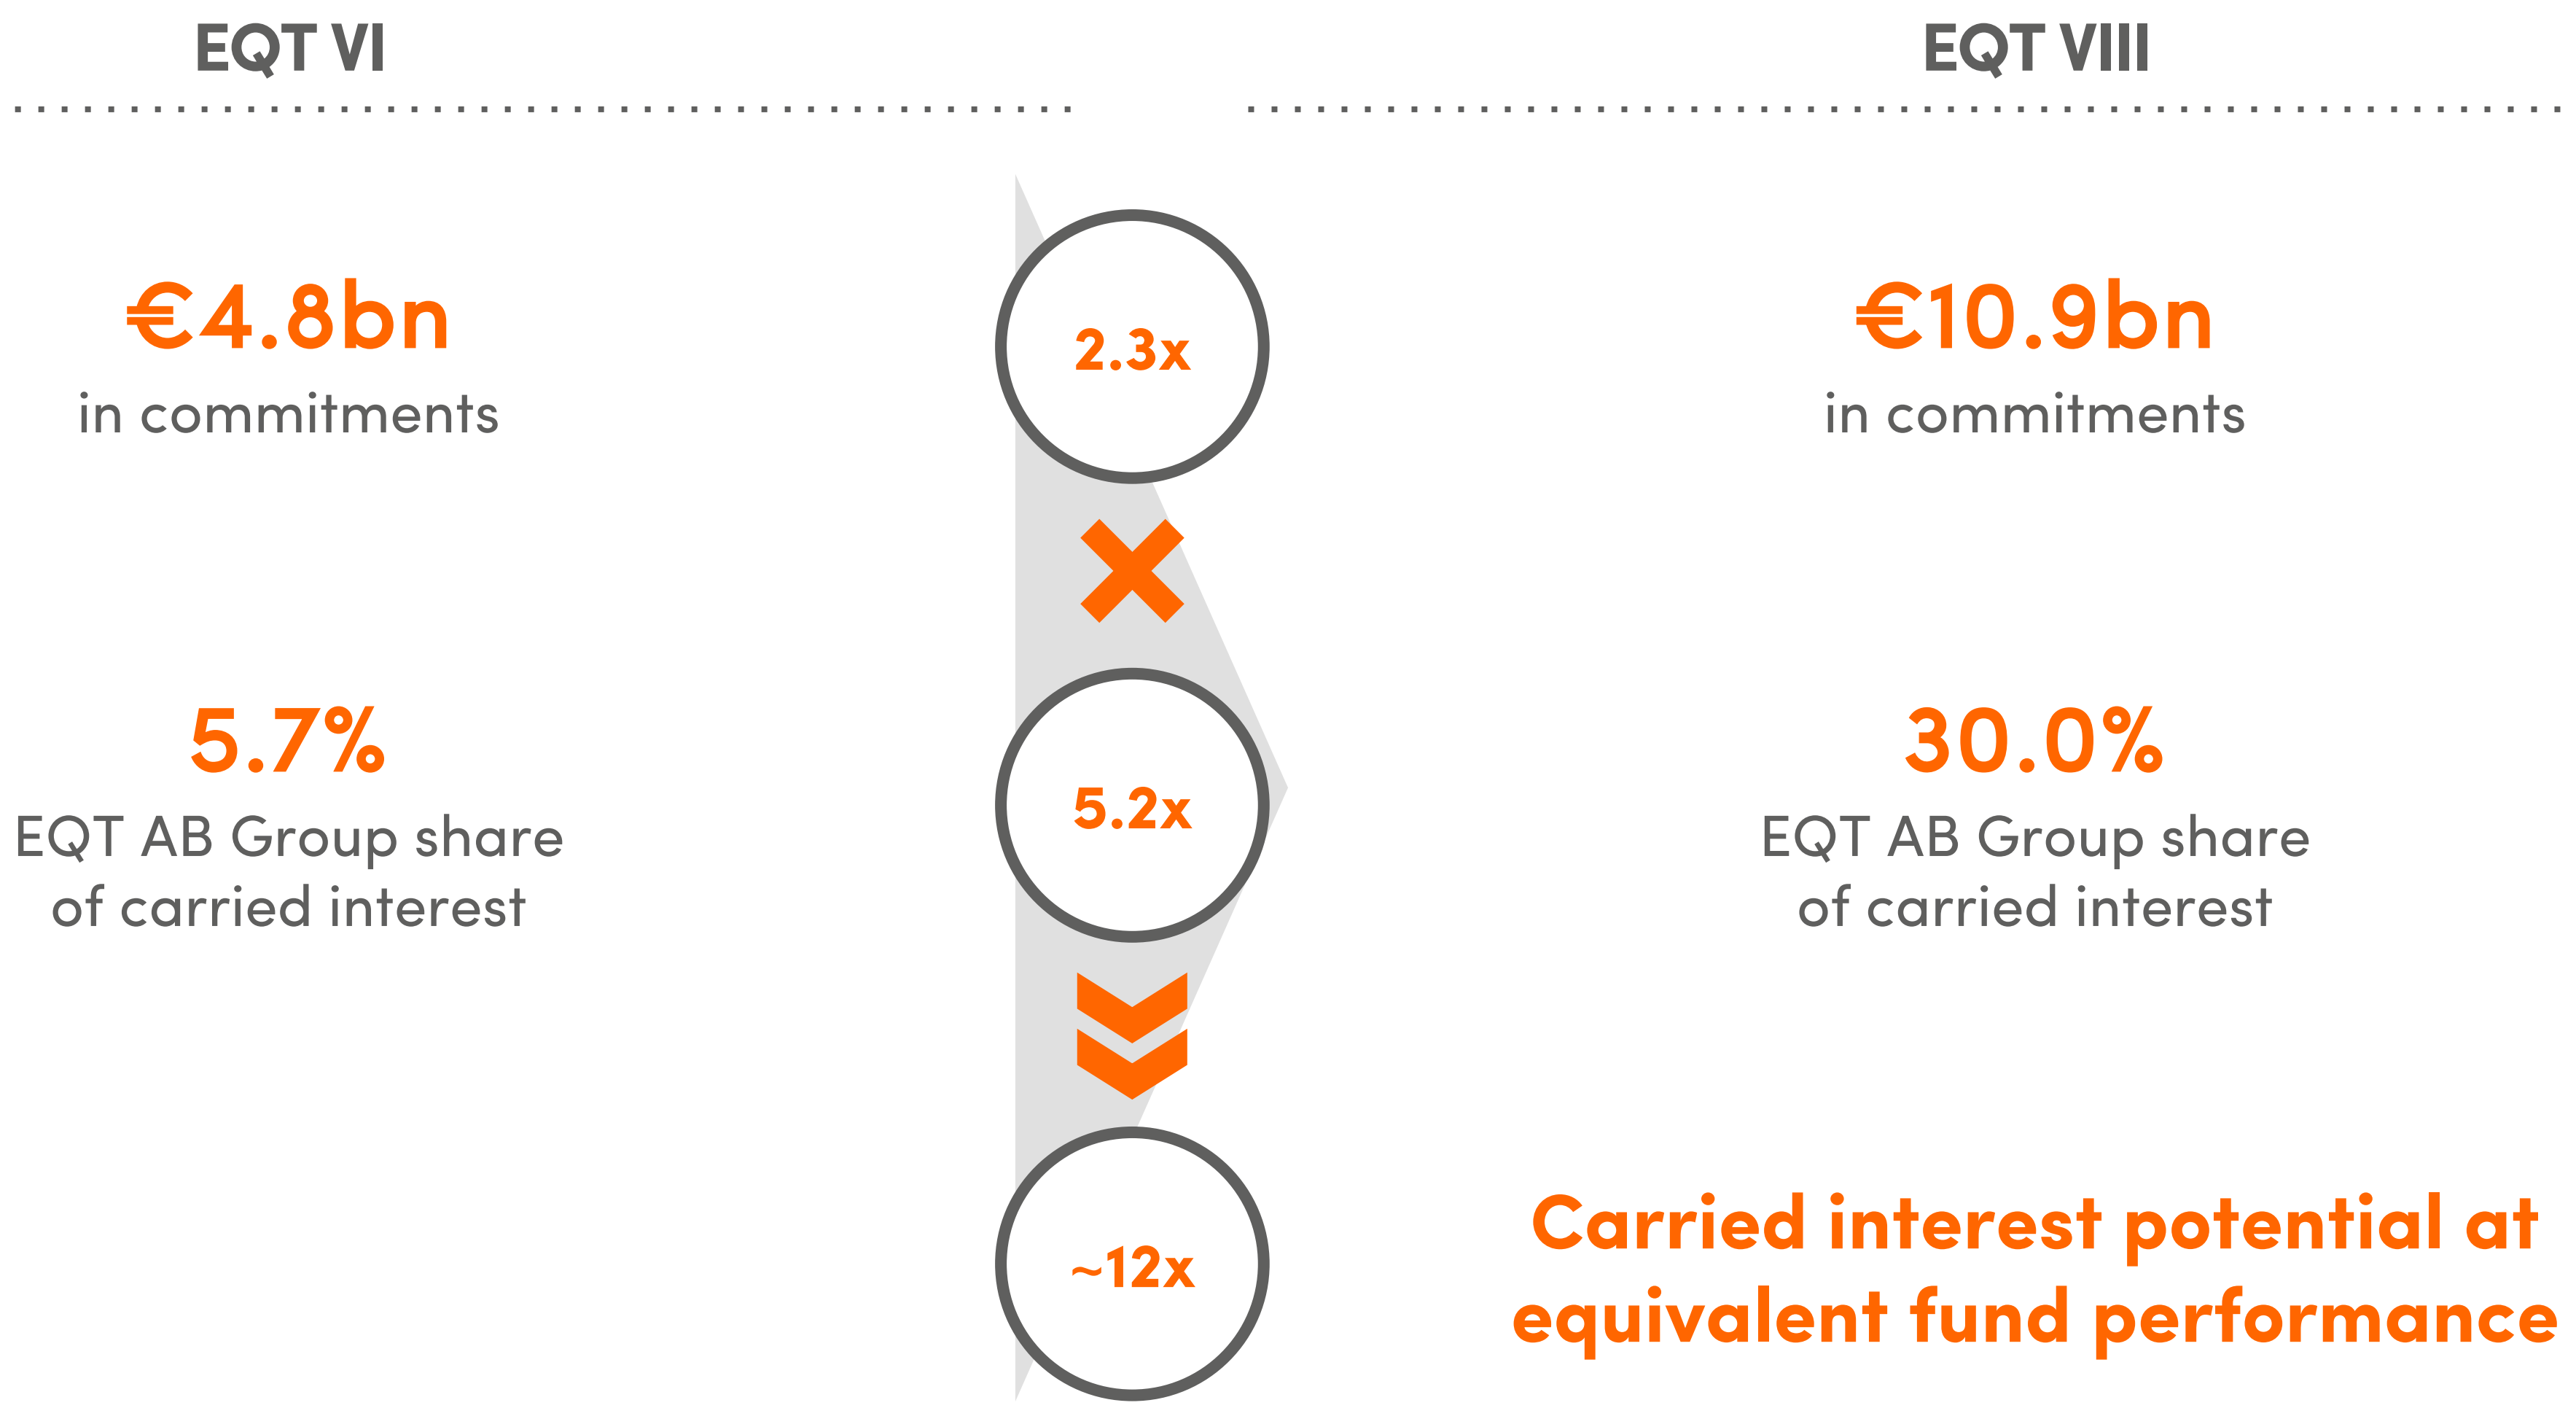 EQT VI
EQT VIII
€4.8bn
in commitments
2.3x
€10.9bn
in commitments
5.7%
EQT AB Group share
of carried interest
5.2x
30.0%
EQT AB Group share
of carried interest
~12x
Carried interest potential at
equivalent fund performance